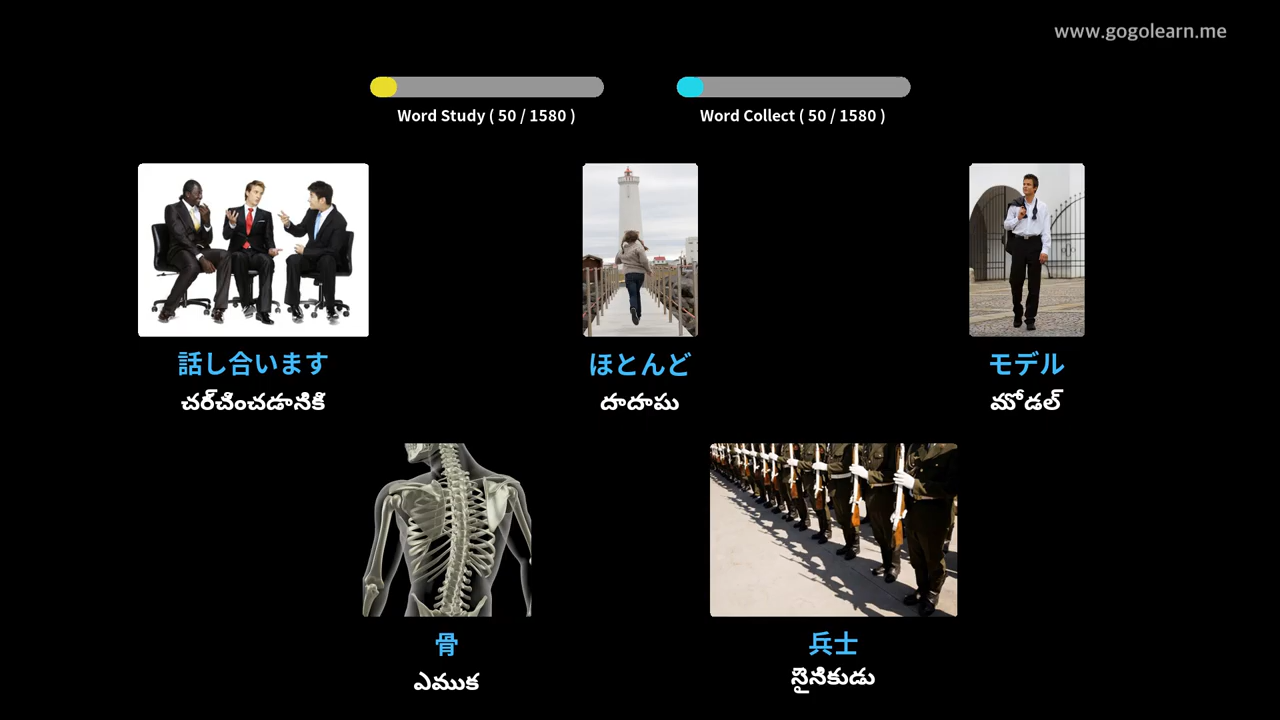 www.gogolearn.me
Word Study ( 50 / 1580 )
Word Collect ( 50 / 1580 )
話し合います
ほとんど
モデル
చర్చించడానికి
దాదాపు
మోడల్
骨
兵士
ఎముక
సైనికుడు